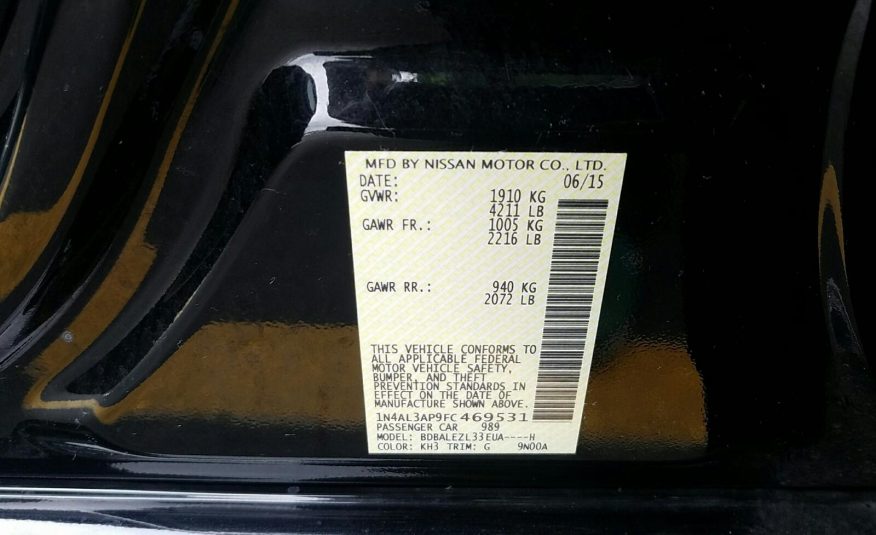 MFD BY NISSAN MOTOR CO., LTD.
DATE: 06/15
GVWR: 1910 KG
4211 LB
GAWR FR.: 1005 KG
2216 LB
GAWR RR.: 940 KG
2072 LB
THIS VEHICLE CONFORMS TO
ALL APPLICABLE FEDERAL
MOTOR VEHICLE SAFETY,
BUMPER, AND THEFT
PREVENTION STANDARDS IN
EFFECT ON THE DATE OF
MANUFACTURE SHOWN ABOVE.
1N4AL3AP9FC469531
PASSENGER CAR 989
MODEL: BDBALEZL33EUA----H
COLOR: KH3 TRIM: G 9N00A